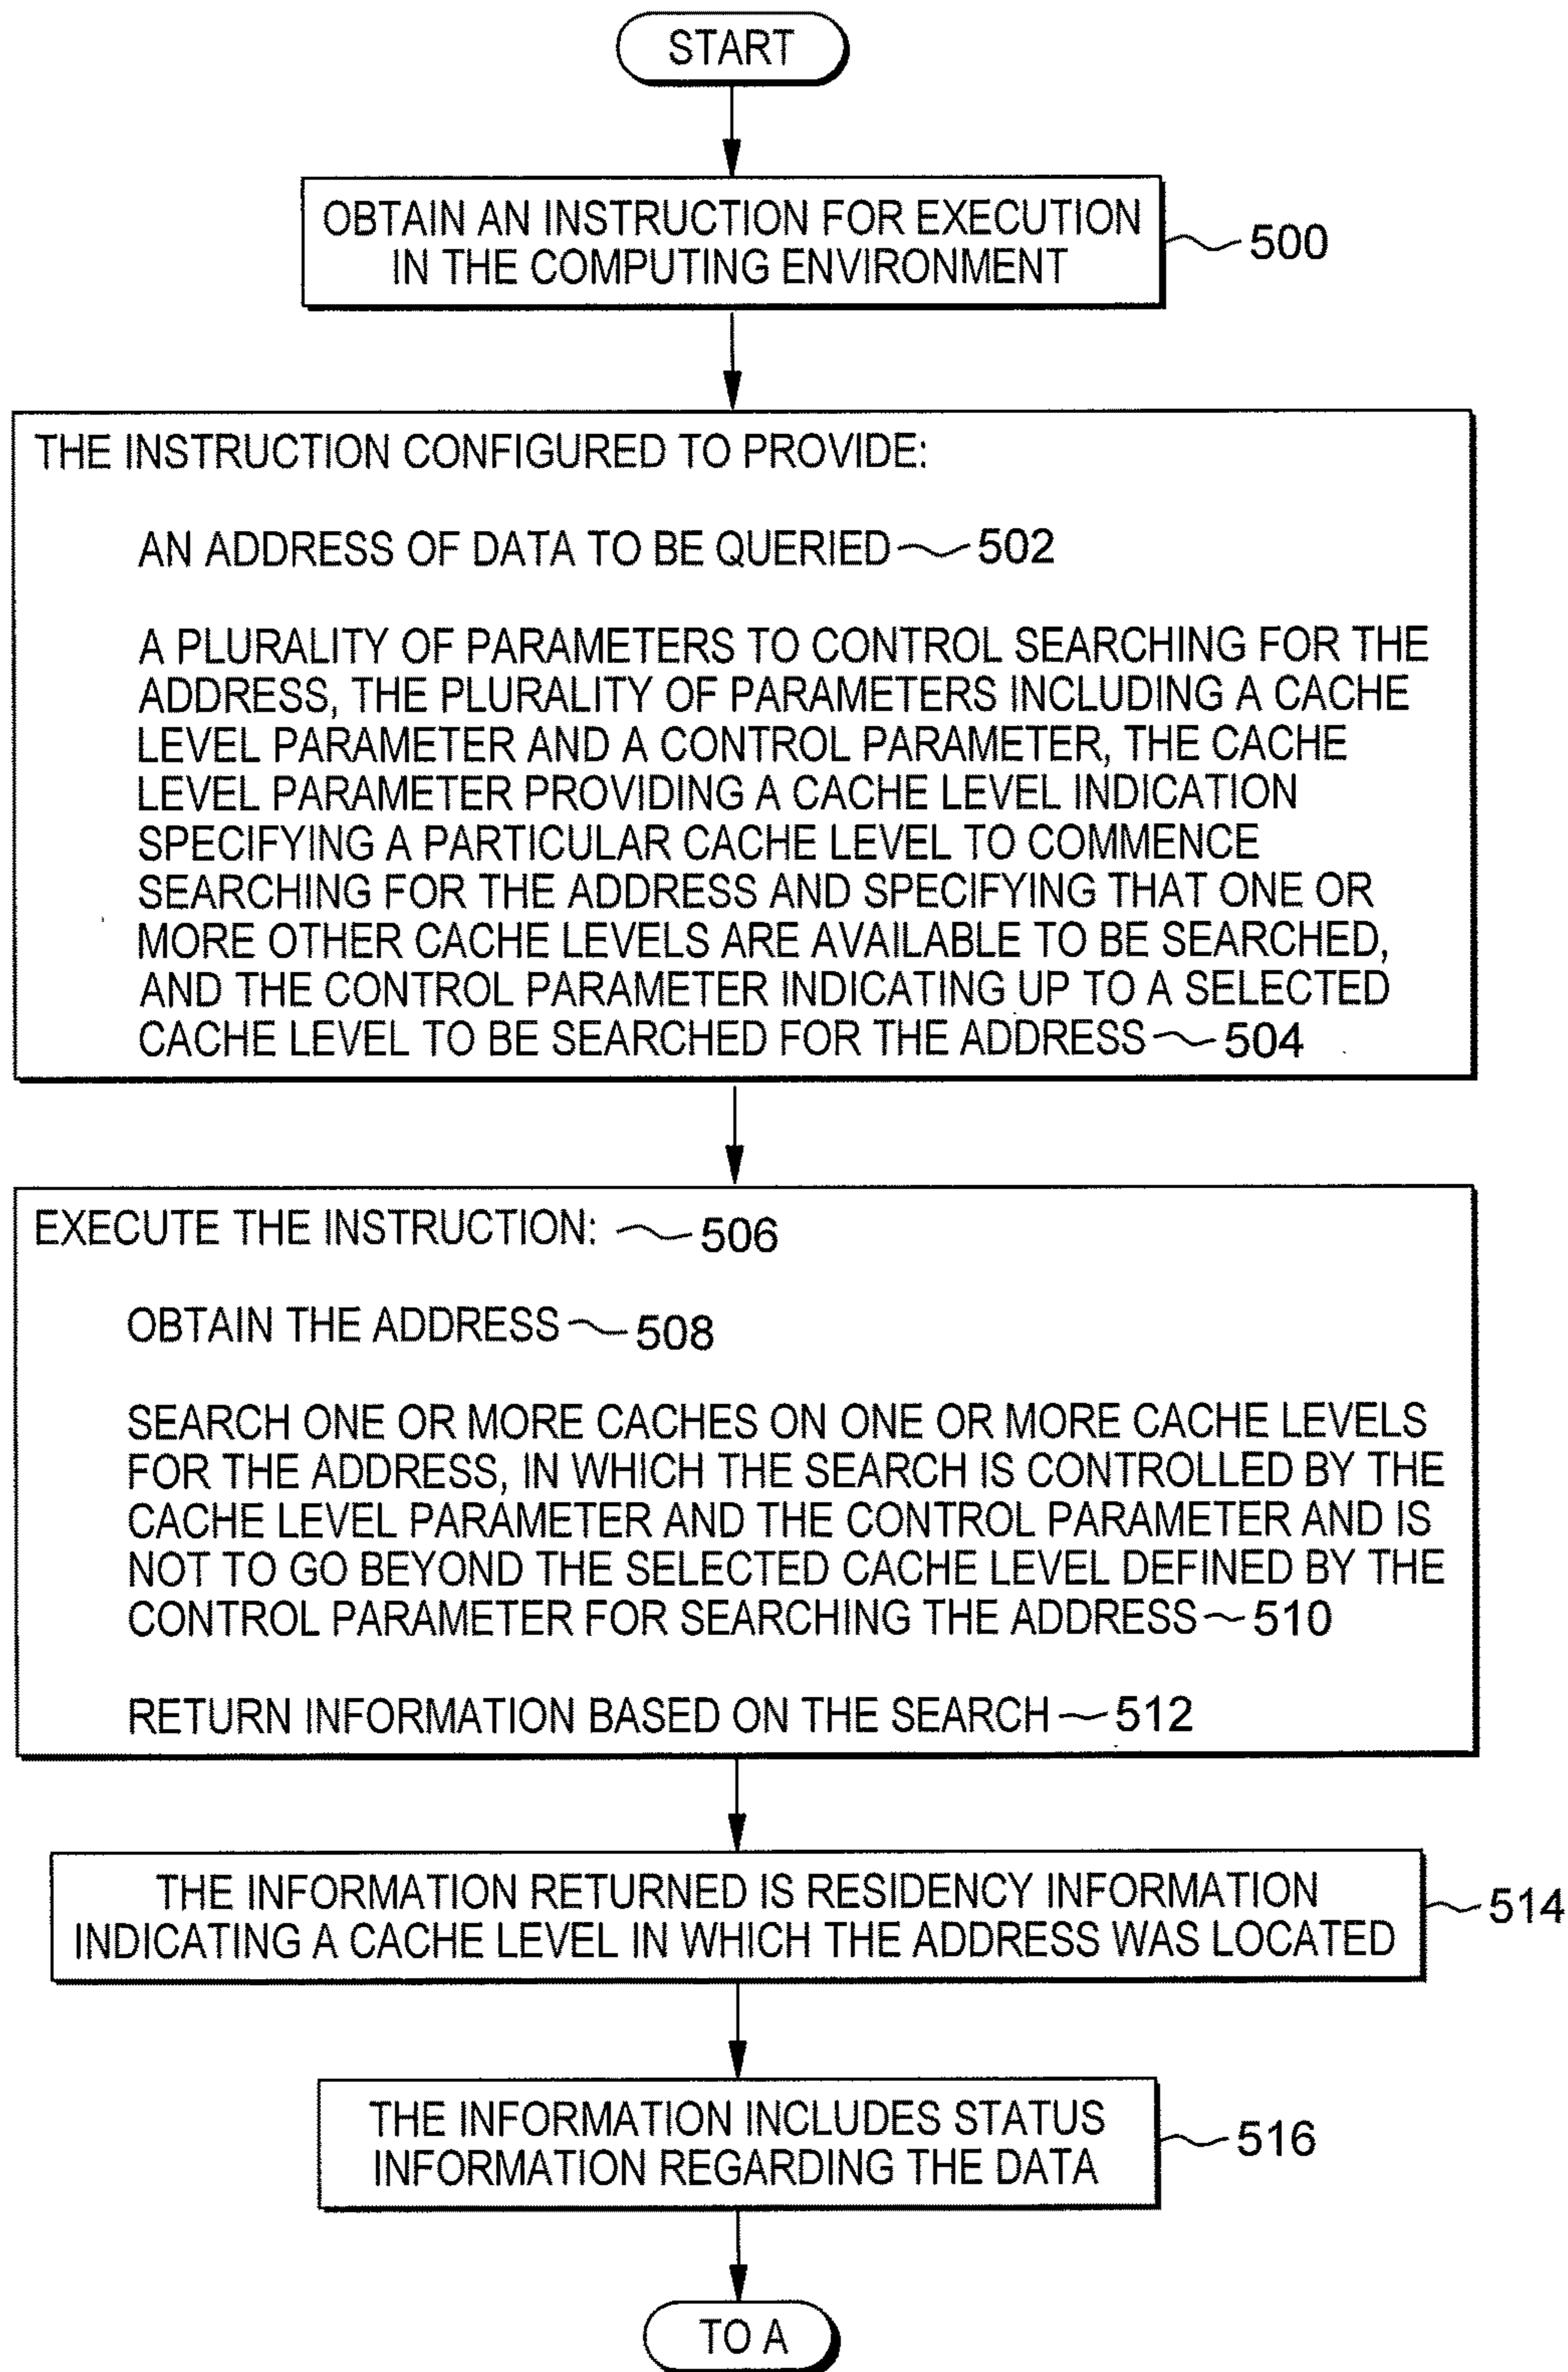 START
OBTAIN AN INSTRUCTION FOR EXECUTION
IN THE COMPUTING ENVIRONMENT
500
THE INSTRUCTION CONFIGURED TO PROVIDE:
AN ADDRESS OF DATA TO BE QUERIED 502
A PLURALITY OF PARAMETERS TO CONTROL SEARCHING FOR THE
ADDRESS, THE PLURALITY OF PARAMETERS INCLUDING A CACHE
LEVEL PARAMETER AND A CONTROL PARAMETER, THE CACHE
LEVEL PARAMETER PROVIDING A CACHE LEVEL INDICATION
SPECIFYING A PARTICULAR CACHE LEVEL TO COMMENCE
SEARCHING FOR THE ADDRESS AND SPECIFYING THAT ONE OR
MORE OTHER CACHE LEVELS ARE AVAILABLE TO BE SEARCHED,
AND THE CONTROL PARAMETER INDICATING UP TO A SELECTED
CACHE LEVEL TO BE SEARCHED FOR THE ADDRESS 504
EXECUTE THE INSTRUCTION: 506
OBTAIN THE ADDRESS 508
SEARCH ONE OR MORE CACHES ON ONE OR MORE CACHE LEVELS
FOR THE ADDRESS, IN WHICH THE SEARCH IS CONTROLLED BY THE
CACHE LEVEL PARAMETER AND THE CONTROL PARAMETER AND IS
NOT TO GO BEYOND THE SELECTED CACHE LEVEL DEFINED BY THE
CONTROL PARAMETER FOR SEARCHING THE ADDRESS 510
RETURN INFORMATION BASED ON THE SEARCH 512
THE INFORMATION RETURNED IS RESIDENCY INFORMATION
INDICATING A CACHE LEVEL IN WHICH THE ADDRESS WAS LOCATED
514
THE INFORMATION INCLUDES STATUS
INFORMATION REGARDING THE DATA
516
TO A